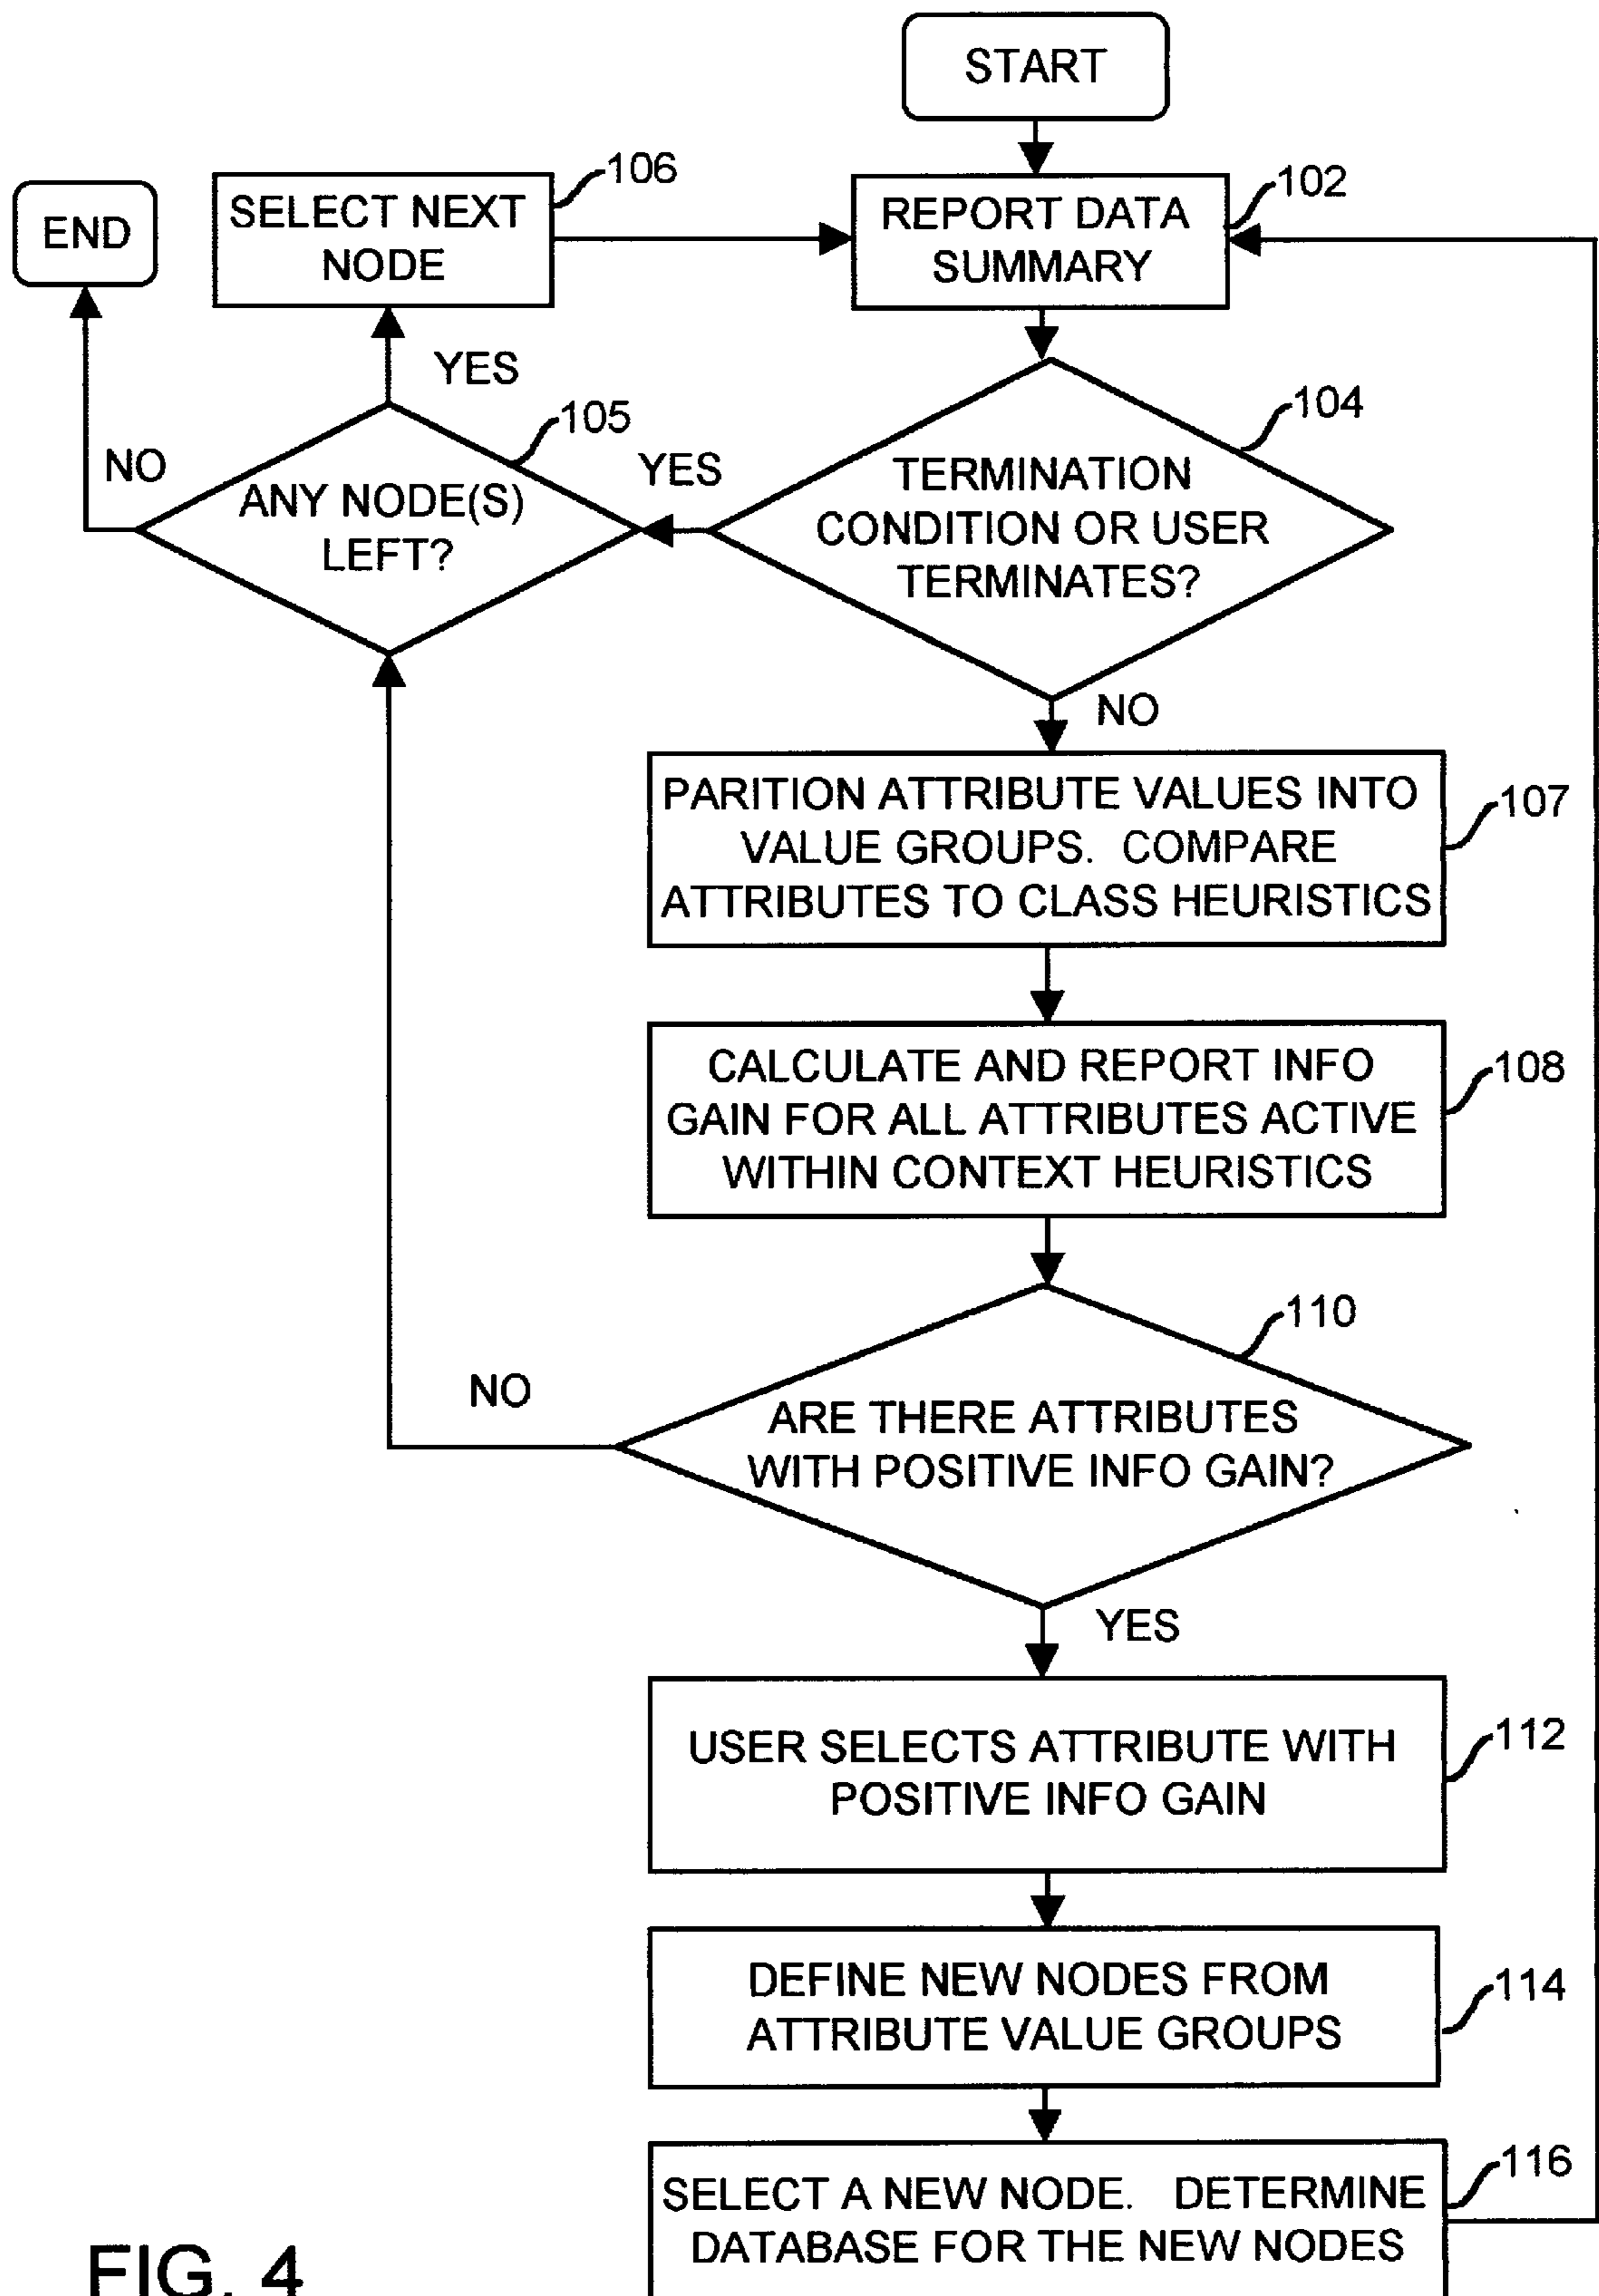 START
END
SELECT NEXT
NODE
106
REPORT DATA
SUMMARY
102
YES
NO
ANY NODE(S)
LEFT?
105
YES
TERMINATION
CONDITION OR USER
TERMINATES?
104
NO
PARITION ATTRIBUTE VALUES INTO
VALUE GROUPS. COMPARE
ATTRIBUTES TO CLASS HEURISTICS
107
CALCULATE AND REPORT INFO
GAIN FOR ALL ATTRIBUTES ACTIVE
WITHIN CONTEXT HEURISTICS
108
NO
ARE THERE ATTRIBUTES
WITH POSITIVE INFO GAIN?
110
YES
USER SELECTS ATTRIBUTE WITH
POSITIVE INFO GAIN
112
DEFINE NEW NODES FROM
ATTRIBUTE VALUE GROUPS
114
SELECT A NEW NODE. DETERMINE
DATABASE FOR THE NEW NODES
116
FIG. 4